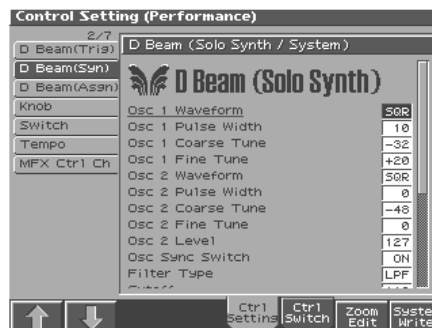 Control Setting (Performance)
2/7
D Beam(Trig)
D Beam (Solo Synth / System)
D Beam(Syn)
D Beam(Assn)
Knob
Switch
Tempo
MFX Ctrl Ch
D Beam (Solo Synth)
Osc 1 Waveform SQR
Osc 1 Pulse Width 10
Osc 1 Coarse Tune -32
Osc 1 Fine Tune +20
Osc 2 Waveform SQR
Osc 2 Pulse Width 0
Osc 2 Coarse Tune -48
Osc 2 Fine Tune 0
Osc 2 Level 127
Osc Sync Switch ON
Filter Type LPF
Ctrl Setting
Ctrl Switch
Zoom Edit
System Write